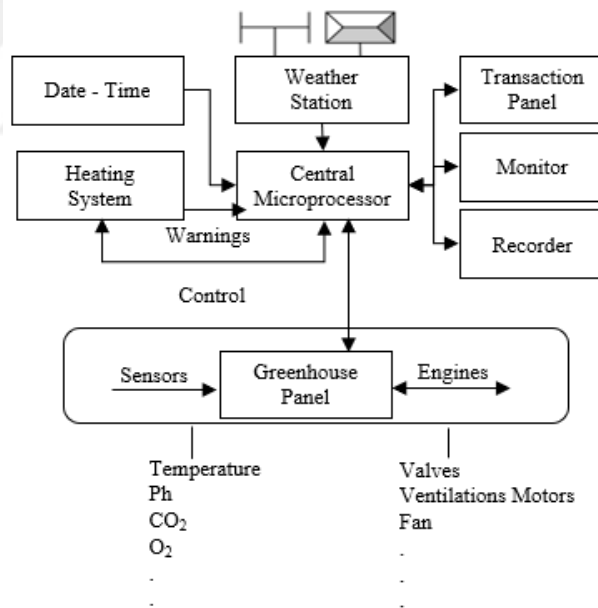 Date - Time
Weather
Station
Transaction
Panel
Heating
System
Central
Microprocessor
Monitor
Warnings
Recorder
Control
Sensors
Greenhouse
Panel
Engines
Temperature
Ph
CO₂
O₂
.
.
Valves
Ventilations Motors
Fan
.
.
.